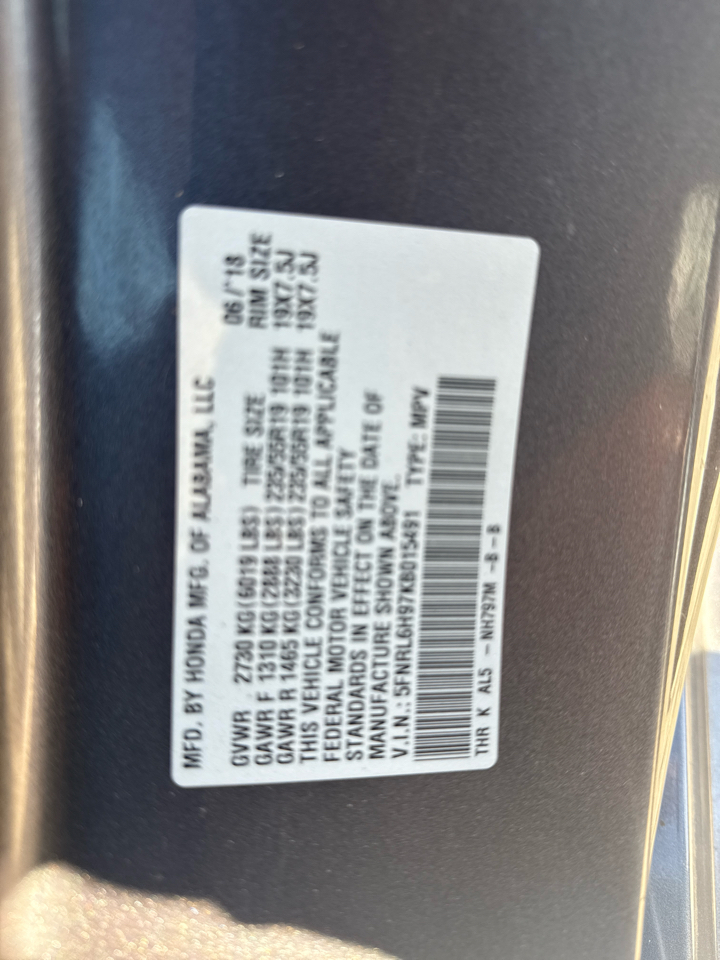 MFD. BY HONDA MFG. OF ALABAMA, LLC
06/'18
GVWR 2730 KG(6019 LBS) TIRE SIZE RIM SIZE
GAWR F 1310 KG(2888 LBS)235/55R19 101H 19X7.5J
GAWR R 1465 KG(3230 LBS)235/55R19 101H 19X7.5J
THIS VEHICLE CONFORMS TO ALL APPLICABLE
FEDERAL MOTOR VEHICLE SAFETY
STANDARDS IN EFFECT ON THE DATE OF
MANUFACTURE SHOWN ABOVE.
V.I.N.: 5FNRL6H97KB015491 TYPE: MPV
THR K AL5 - NH797M -B-B